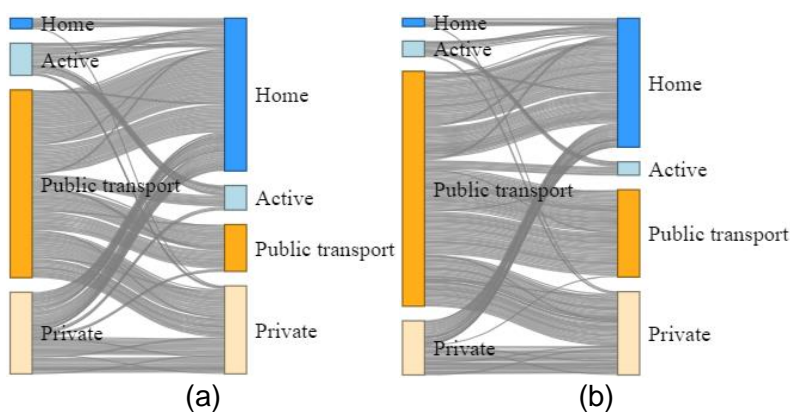 Home
Active
Public transport
Private
Home
Active
Public transport
Private
(a)
Home
Active
Public transport
Private
Home
Active
Public transport
Private
(b)